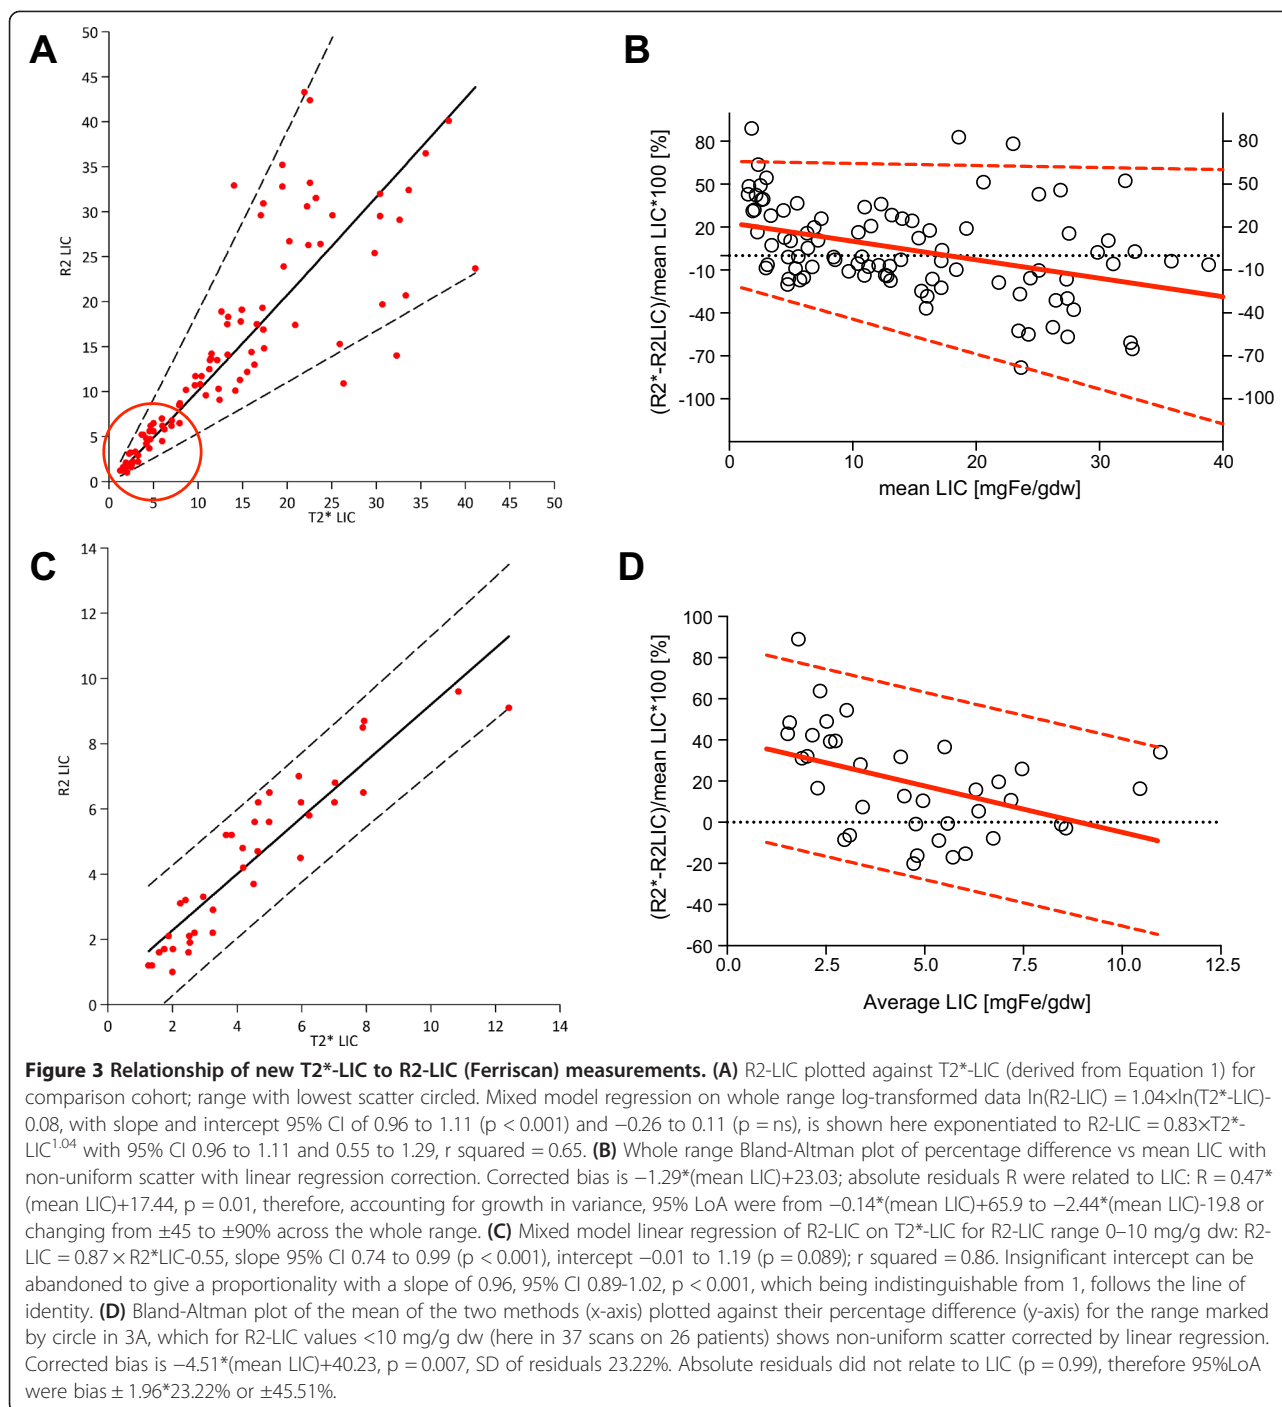 A
50
45
40
35
30
25
20
15
10
5
0
R2 LIC
0 5 10 15 20 25 30 35 40 45 50
T2* LIC
B
80
50
20
-10
-40
-70
-100
(R2*-R2LIC)/mean LIC*100 [%]
80
50
20
-10
-40
-70
-100
0 10 20 30 40
mean LIC [mgFe/gdw]
C
14
12
10
8
6
4
2
0
R2 LIC
0 2 4 6 8 10 12 14
T2* LIC
D
100
80
60
40
20
0
-20
-40
-60
(R2*-R2LIC)/mean LIC*100 [%]
0.0 2.5 5.0 7.5 10.0 12.5
Average LIC [mgFe/gdw]
Figure 3 Relationship of new T2*-LIC to R2-LIC (Ferriscan) measurements. (A) R2-LIC plotted against T2*-LIC (derived from Equation 1) for
comparison cohort; range with lowest scatter circled. Mixed model regression on whole range log-transformed data ln(R2-LIC) = 1.04×ln(T2*-LIC)-
0.08, with slope and intercept 95% CI of 0.96 to 1.11 (p < 0.001) and −0.26 to 0.11 (p = ns), is shown here exponentiated to R2-LIC = 0.83×T2*-
LIC^1.04 with 95% CI 0.96 to 1.11 and 0.55 to 1.29, r squared = 0.65. (B) Whole range Bland-Altman plot of percentage difference vs mean LIC with
non-uniform scatter with linear regression correction. Corrected bias is −1.29*(mean LIC)+23.03; absolute residuals R were related to LIC: R = 0.47*
(mean LIC)+17.44, p = 0.01, therefore, accounting for growth in variance, 95% LoA were from −0.14*(mean LIC)+65.9 to −2.44*(mean LIC)-19.8 or
changing from ±45 to ±90% across the whole range. (C) Mixed model linear regression of R2-LIC on T2*-LIC for R2-LIC range 0–10 mg/g dw: R2-
LIC = 0.87 × R2*LIC-0.55, slope 95% CI 0.74 to 0.99 (p < 0.001), intercept −0.01 to 1.19 (p = 0.089); r squared = 0.86. Insignificant intercept can be
abandoned to give a proportionality with a slope of 0.96, 95% CI 0.89-1.02, p < 0.001, which being indistinguishable from 1, follows the line of
identity. (D) Bland-Altman plot of the mean of the two methods (x-axis) plotted against their percentage difference (y-axis) for the range marked
by circle in 3A, which for R2-LIC values <10 mg/g dw (here in 37 scans on 26 patients) shows non-uniform scatter corrected by linear regression.
Corrected bias is −4.51*(mean LIC)+40.23, p = 0.007, SD of residuals 23.22%. Absolute residuals did not relate to LIC (p = 0.99), therefore 95%LoA
were bias ± 1.96*23.22% or ±45.51%.